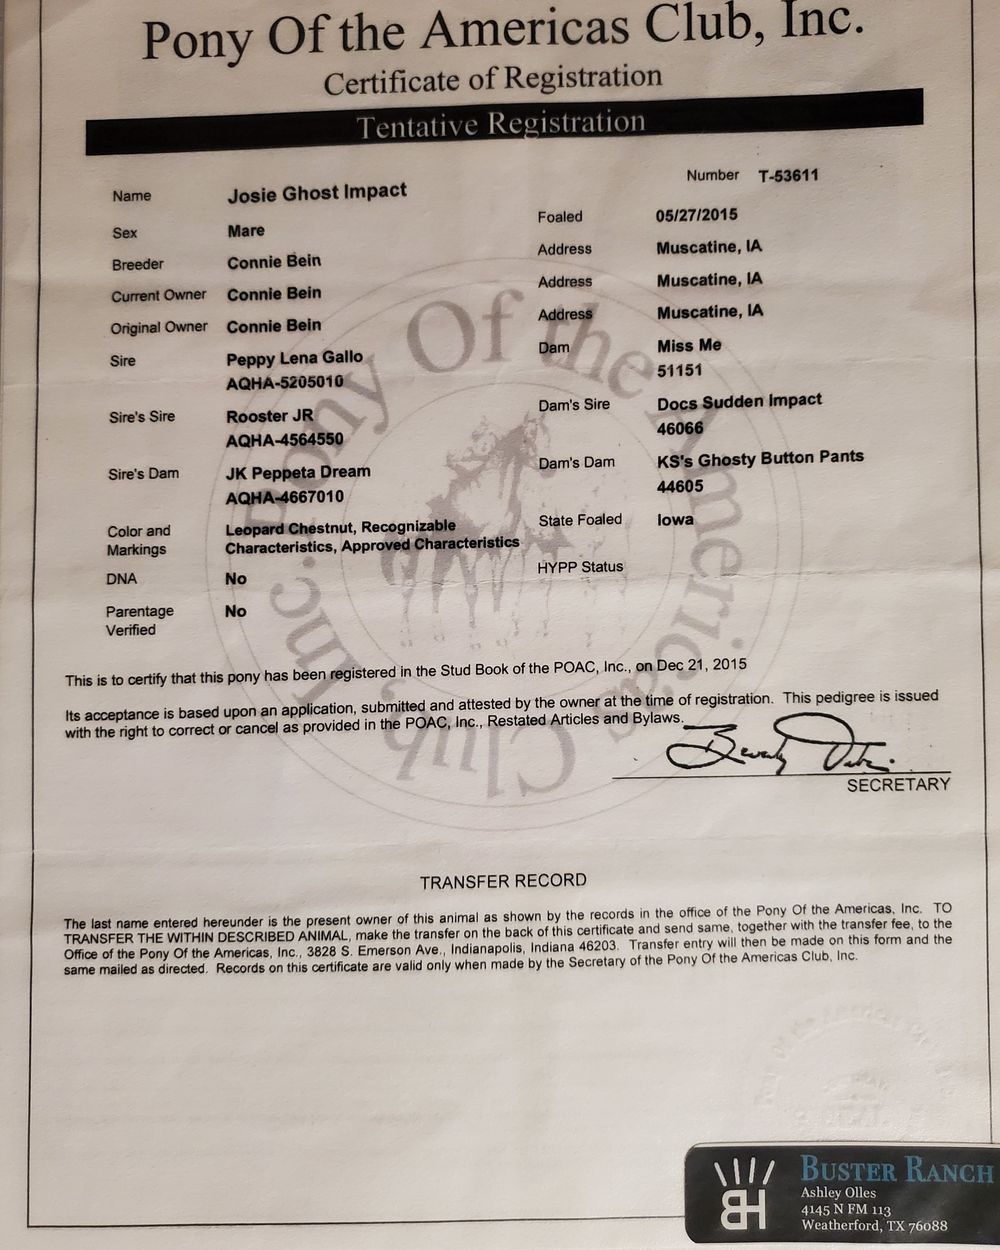 Pony Of the Americas Club, Inc.
Certificate of Registration
Tentative Registration
Number T-53611
Name Josie Ghost Impact
Foaled 05/27/2015
Sex Mare
Address Muscatine, IA
Breeder Connie Bein
Address Muscatine, IA
Current Owner Connie Bein
Address Muscatine, IA
Original Owner Connie Bein
Dam Miss Me
51151
Sire Peppy Lena Gallo
AQHA-5205010
Dam's Sire Docs Sudden Impact
46066
Sire's Sire Rooster JR
AQHA-4564550
Dam's Dam KS's Ghosty Button Pants
44605
Sire's Dam JK Peppeta Dream
AQHA-4667010
State Foaled Iowa
Color and Markings Leopard Chestnut, Recognizable
Characteristics, Approved Characteristics
HYPP Status
DNA No
Parentage Verified No
Pony Of the Americas Club, Inc.
This is to certify that this pony has been registered in the Stud Book of the POAC, Inc., on Dec 21, 2015
Its acceptance is based upon an application, submitted and attested by the owner at the time of registration. This pedigree is issued
with the right to correct or cancel as provided in the POAC, Inc., Restated Articles and Bylaws.
SECRETARY
TRANSFER RECORD
The last name entered hereunder is the present owner of this animal as shown by the records in the office of the Pony Of the Americas, Inc. TO
TRANSFER THE WITHIN DESCRIBED ANIMAL, make the transfer on the back of this certificate and send same, together with the transfer fee, to the
Office of the Pony Of the Americas, Inc., 3828 S. Emerson Ave., Indianapolis, Indiana 46203. Transfer entry will then be made on this form and the
same mailed as directed. Records on this certificate are valid only when made by the Secretary of the Pony Of the Americas Club, Inc.
BH
BUSTER RANCH
Ashley Olles
4145 N FM 113
Weatherford, TX 76088